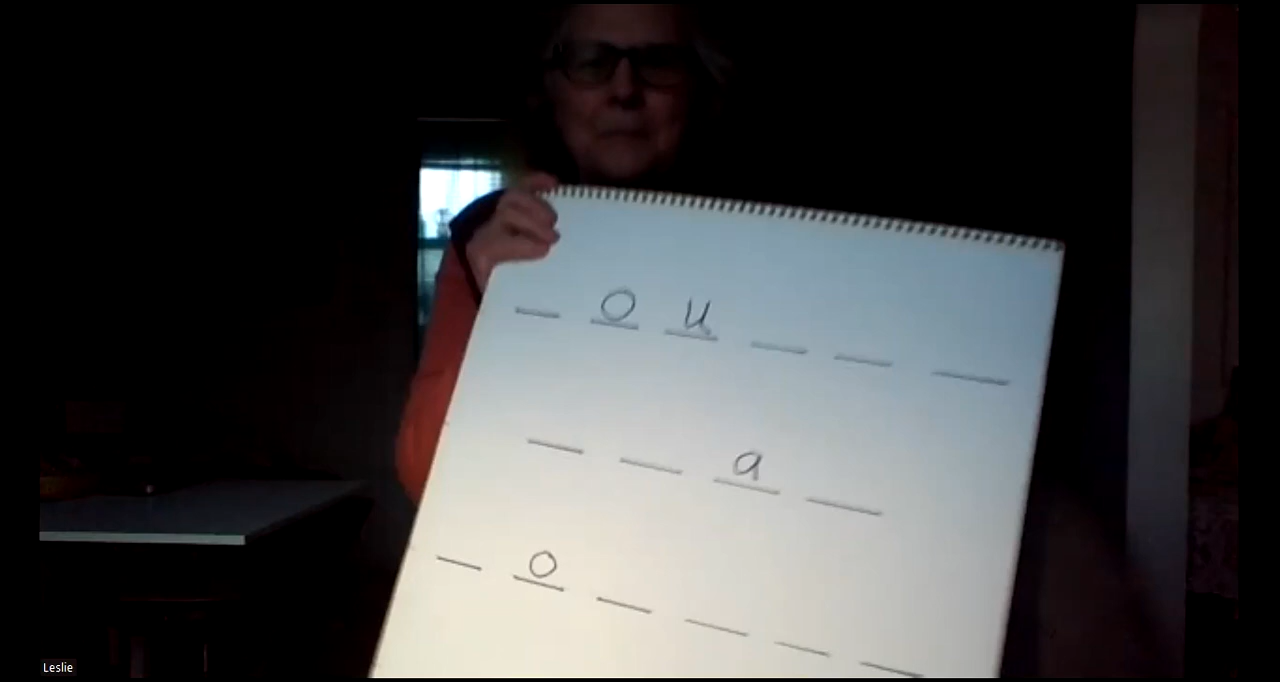 _ o u _ _ _
_ _ a _
_ o _ _ _ _
Leslie